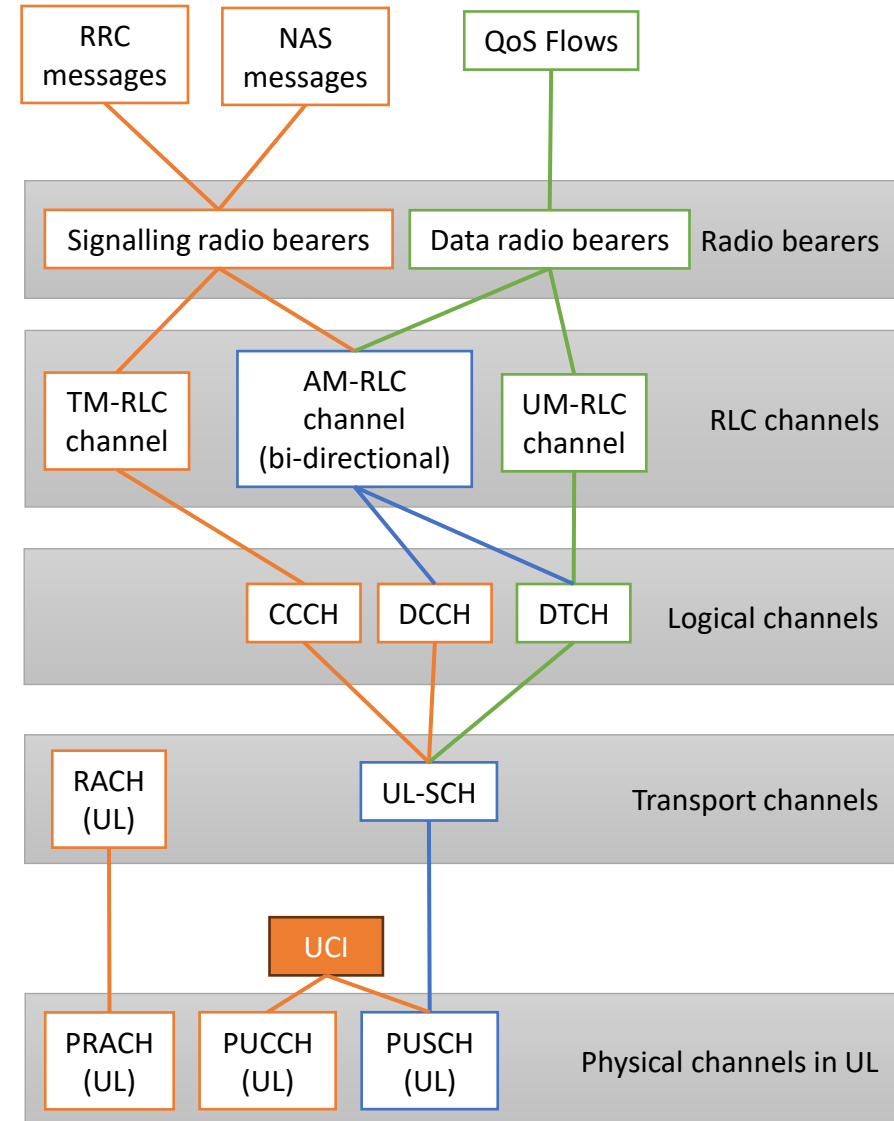 RRC
messages
NAS
messages
QoS Flows
Signalling radio bearers
Data radio bearers
Radio bearers
TM-RLC
channel
AM-RLC
channel
(bi-directional)
UM-RLC
channel
RLC channels
CCCH
DCCH
DTCH
Logical channels
RACH
(UL)
UL-SCH
Transport channels
UCI
PRACH
(UL)
PUCCH
(UL)
PUSCH
(UL)
Physical channels in UL